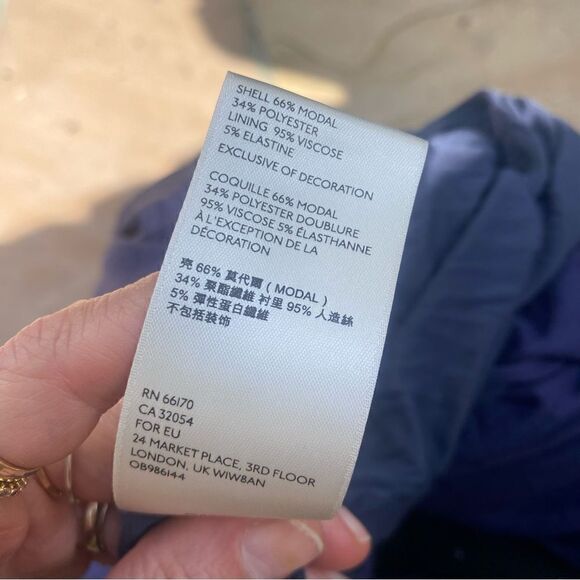 SHELL 66% MODAL
34% POLYESTER
LINING 95% VISCOSE
5% ELASTINE
EXCLUSIVE OF DECORATION
COQUILLE 66% MODAL
34% POLYESTER DOUBLURE
95% VISCOSE 5% ÉLASTHANNE
À L'EXCEPTION DE LA
DÉCORATION
壳 66% 莫代爾 ( MODAL )
34% 聚酯纖維 衬里 95% 人造絲
5% 彈性蛋白纖維
不包括装饰
RN 66170
CA 32054
FOR EU
24 MARKET PLACE, 3RD FLOOR
LONDON, UK W1W8AN
OB986144